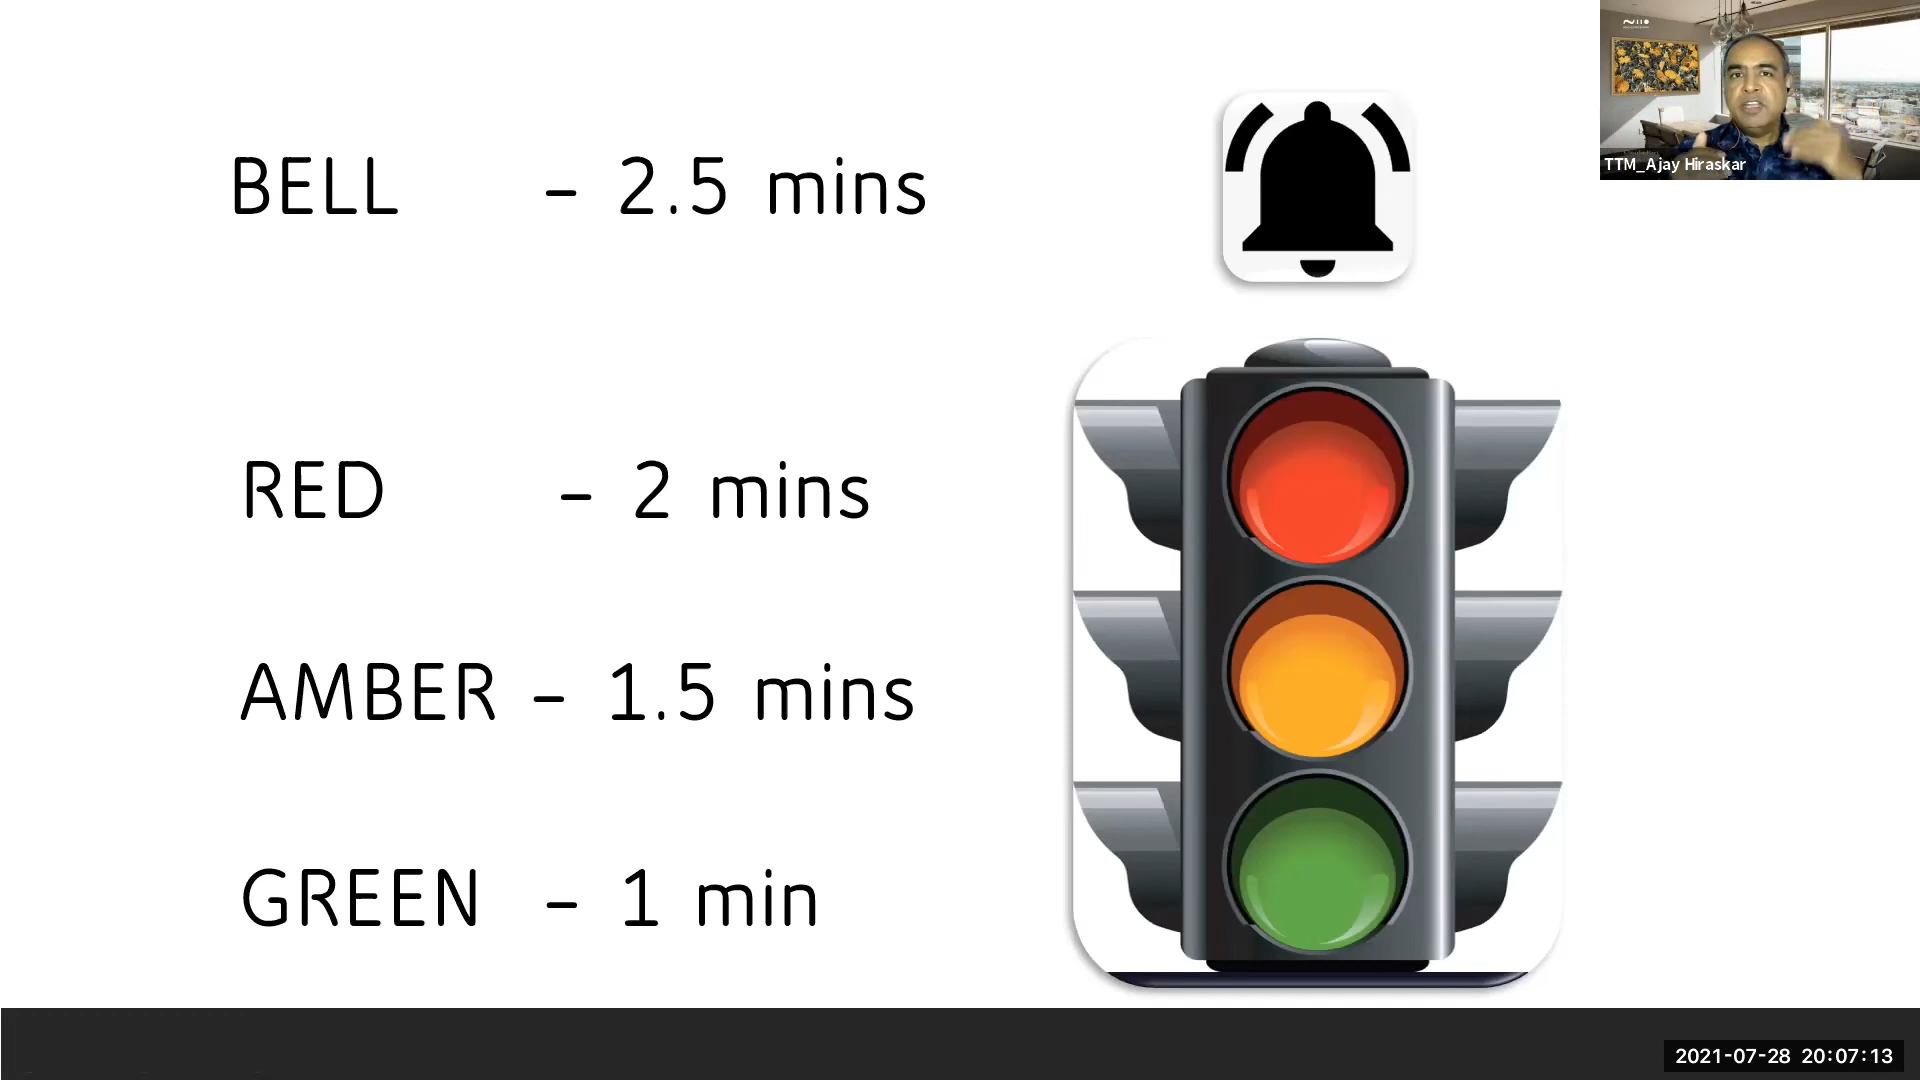 BELL – 2.5 mins
TTM_Ajay Hiraskar
RED – 2 mins
AMBER – 1.5 mins
GREEN – 1 min
2021-07-28 20:07:13